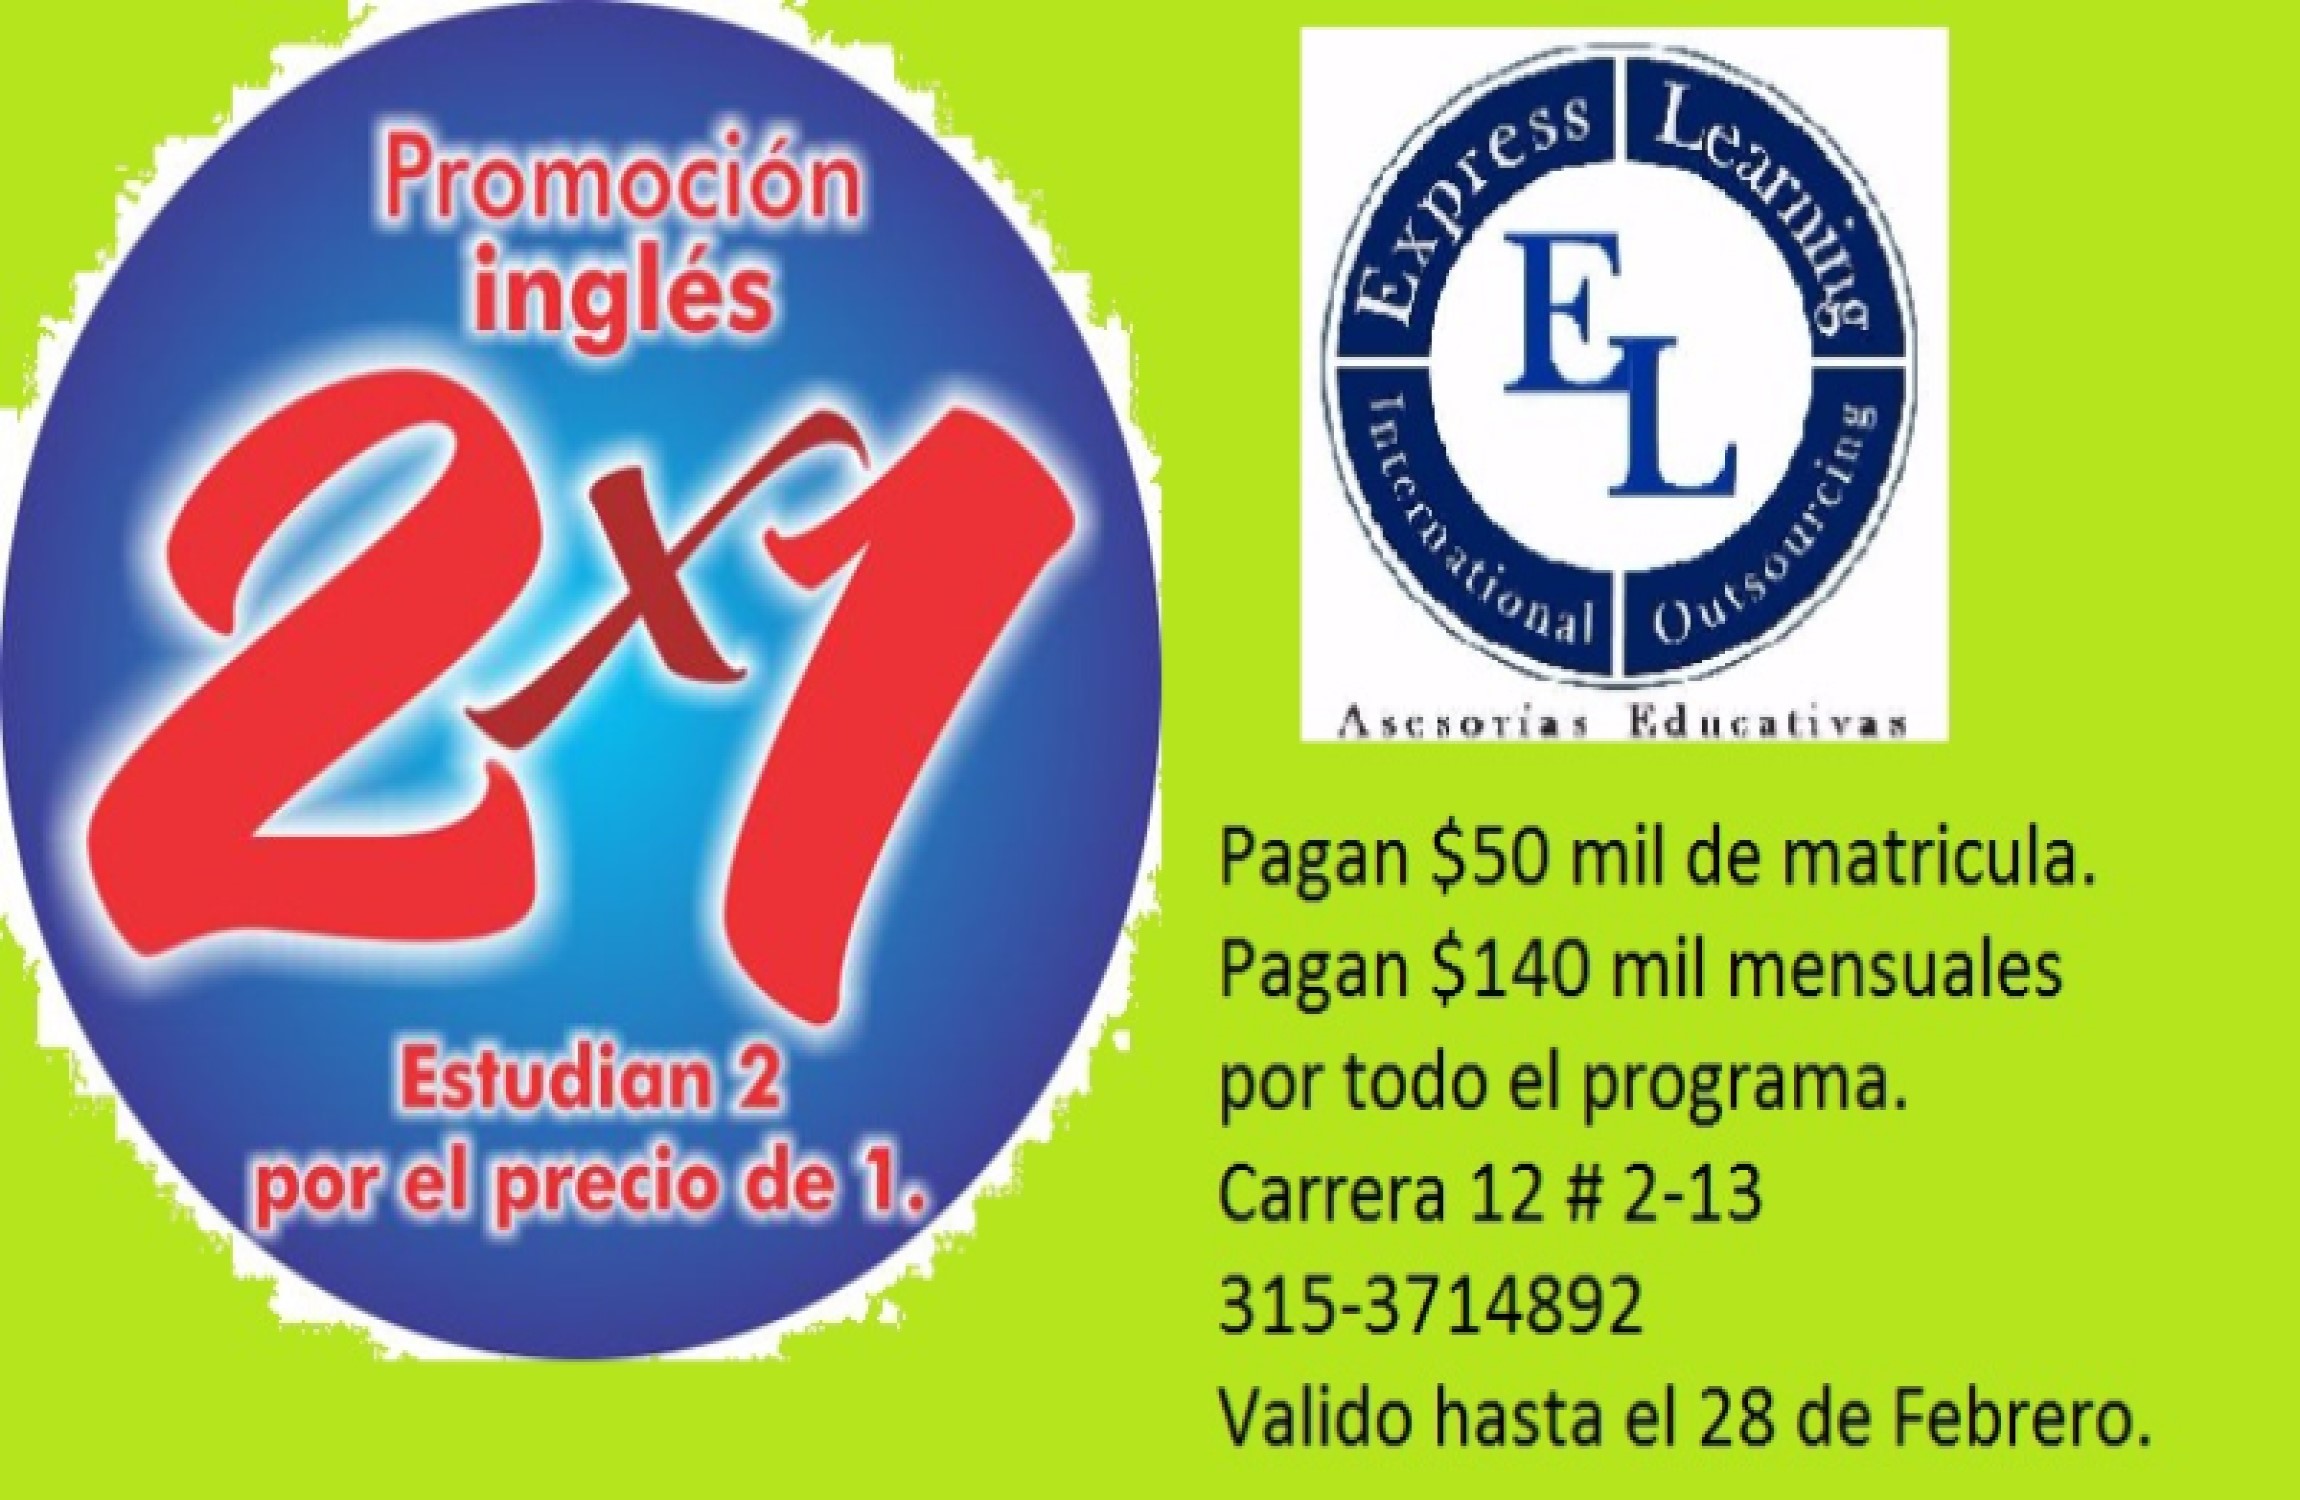 Promoción
inglés
2x1
Estudian 2
por el precio de 1.
Express Learning
EL
International Outsourcing
Asesorías Educativas
Pagan $50 mil de matricula.
Pagan $140 mil mensuales
por todo el programa.
Carrera 12 # 2-13
315-3714892
Valido hasta el 28 de Febrero.